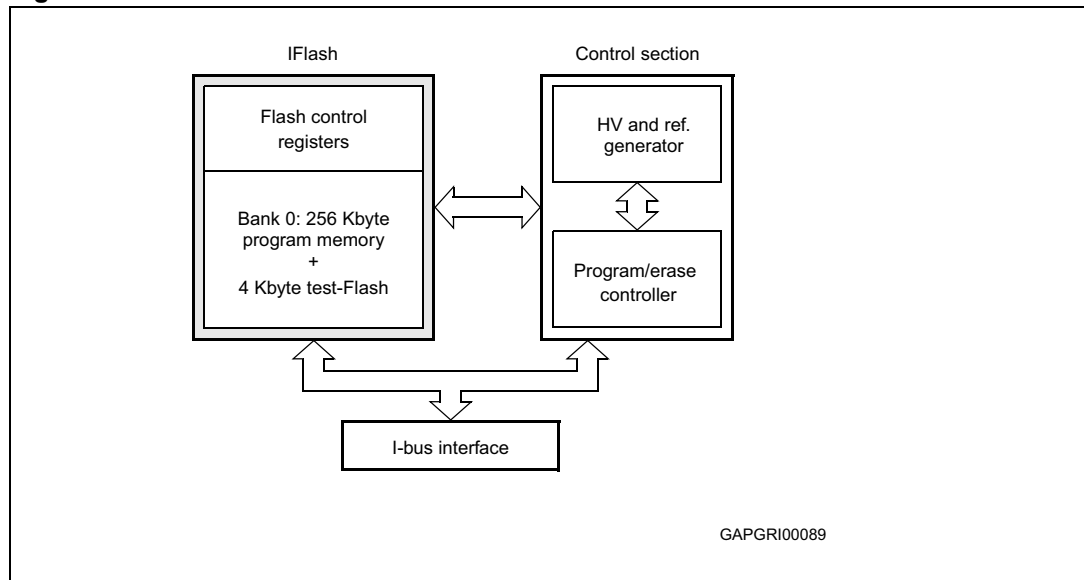 IFlash
Control section
Flash control
registers
HV and ref.
generator
Bank 0: 256 Kbyte
program memory
+
4 Kbyte test-Flash
Program/erase
controller
I-bus interface
GAPGRI00089